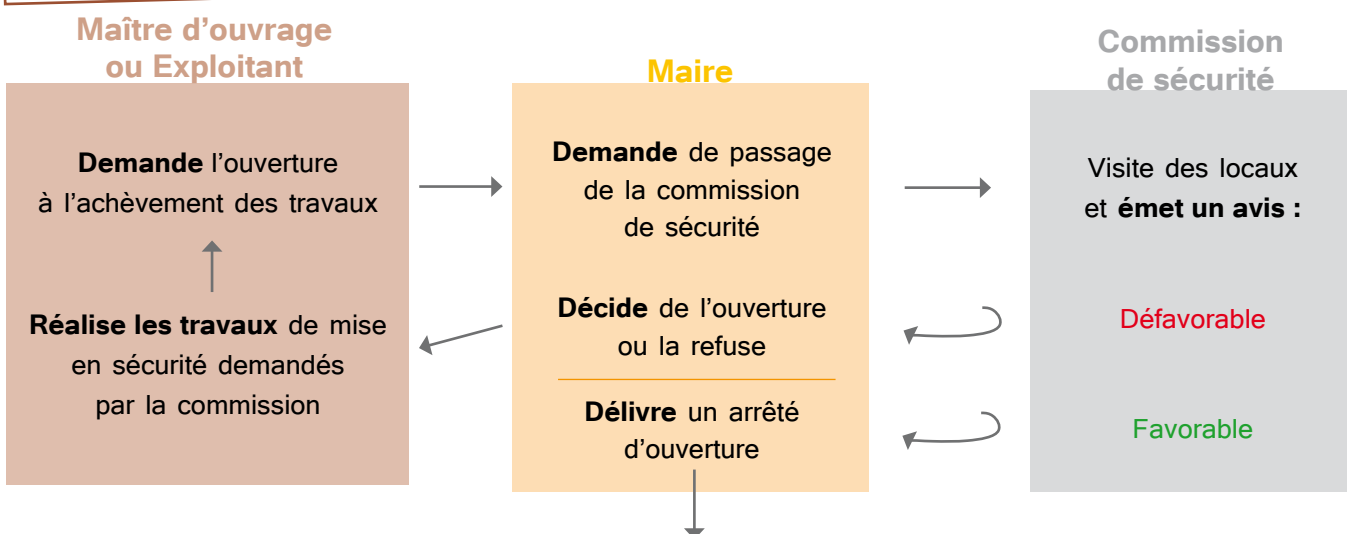 Maître d’ouvrage
ou Exploitant
Demande l’ouverture
à l’achèvement des travaux
Réalise les travaux de mise
en sécurité demandés
par la commission
Maire
Demande de passage
de la commission
de sécurité
Décide de l’ouverture
ou la refuse
Délivre un arrêté
d’ouverture
Commission
de sécurité
Visite des locaux
et émet un avis :
Défavorable
Favorable